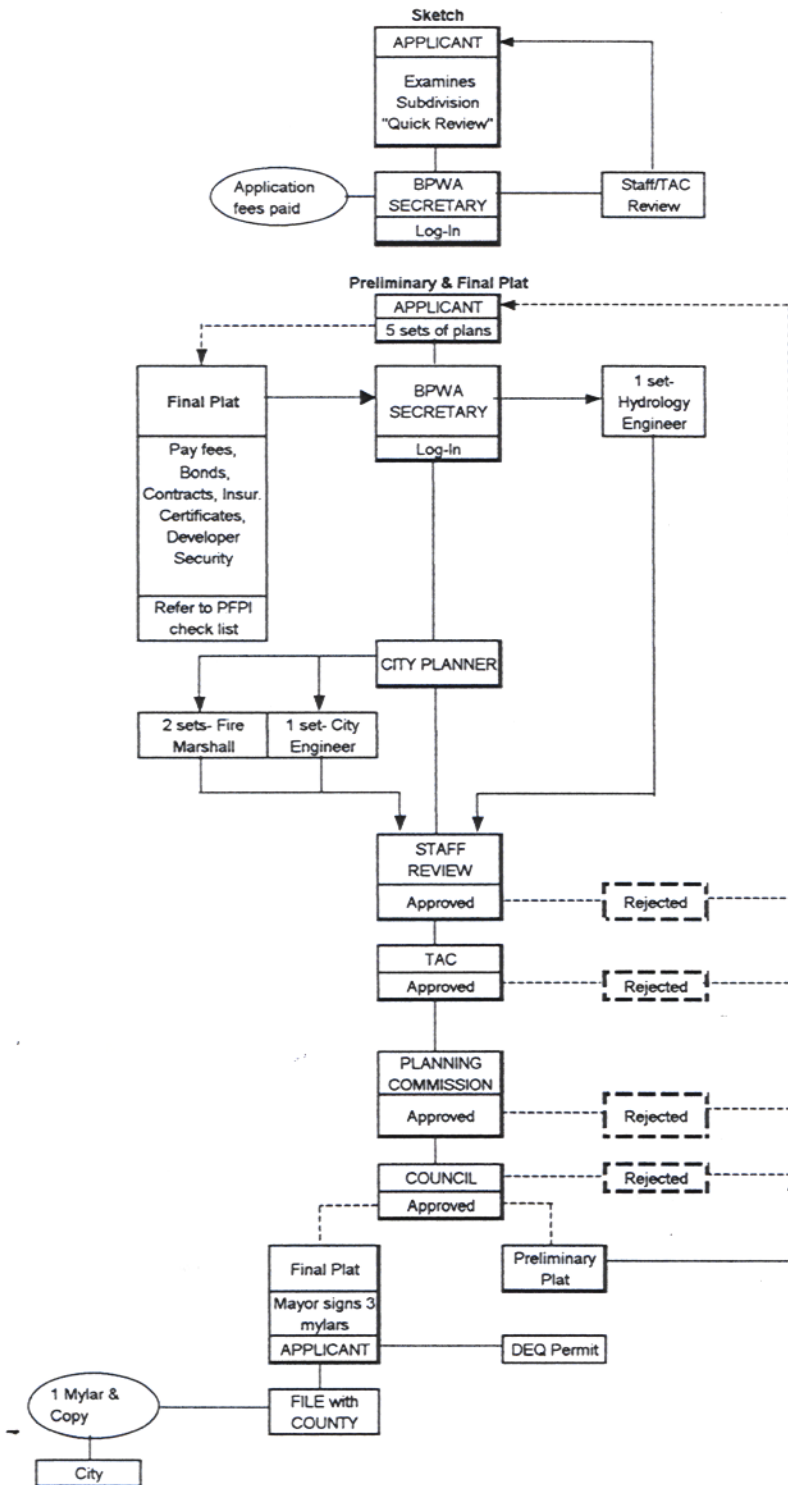 Sketch
APPLICANT
Examines
Subdivision
"Quick Review"
Application
fees paid
BPWA
SECRETARY
Log-In
Staff/TAC
Review
Preliminary & Final Plat
APPLICANT
5 sets of plans
Final Plat
Pay fees,
Bonds,
Contracts, Insur.
Certificates,
Developer
Security
Refer to PFPI
check list
BPWA
SECRETARY
Log-In
1 set-
Hydrology
Engineer
CITY PLANNER
2 sets- Fire
Marshall
1 set- City
Engineer
STAFF
REVIEW
Approved
Rejected
TAC
Approved
Rejected
PLANNING
COMMISSION
Approved
Rejected
COUNCIL
Rejected
Approved
Final Plat
Mayor signs 3
mylars
APPLICANT
Preliminary
Plat
DEQ Permit
1 Mylar &
Copy
FILE with
COUNTY
City